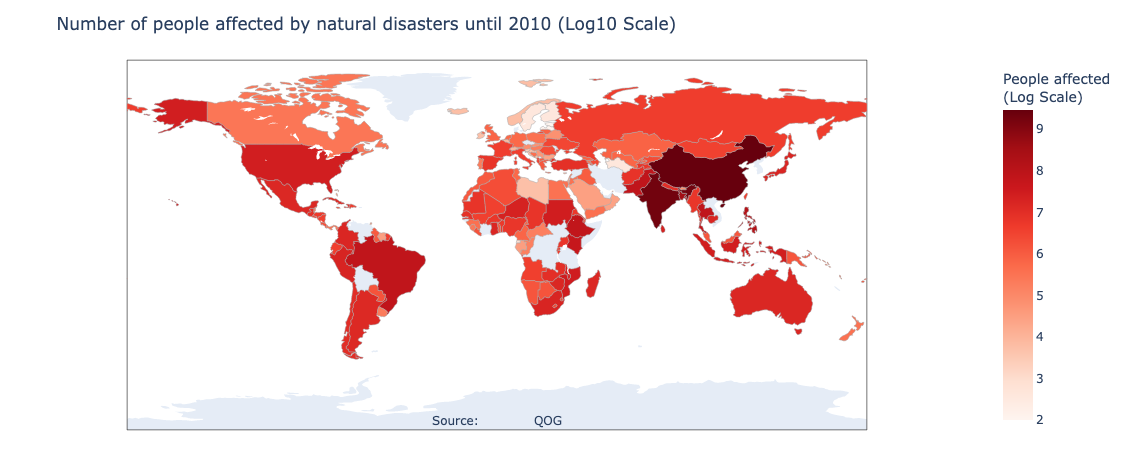 Number of people affected by natural disasters until 2010 (Log10 Scale)
People affected
(Log Scale)
9
8
7
6
5
4
3
2
Source: QOG